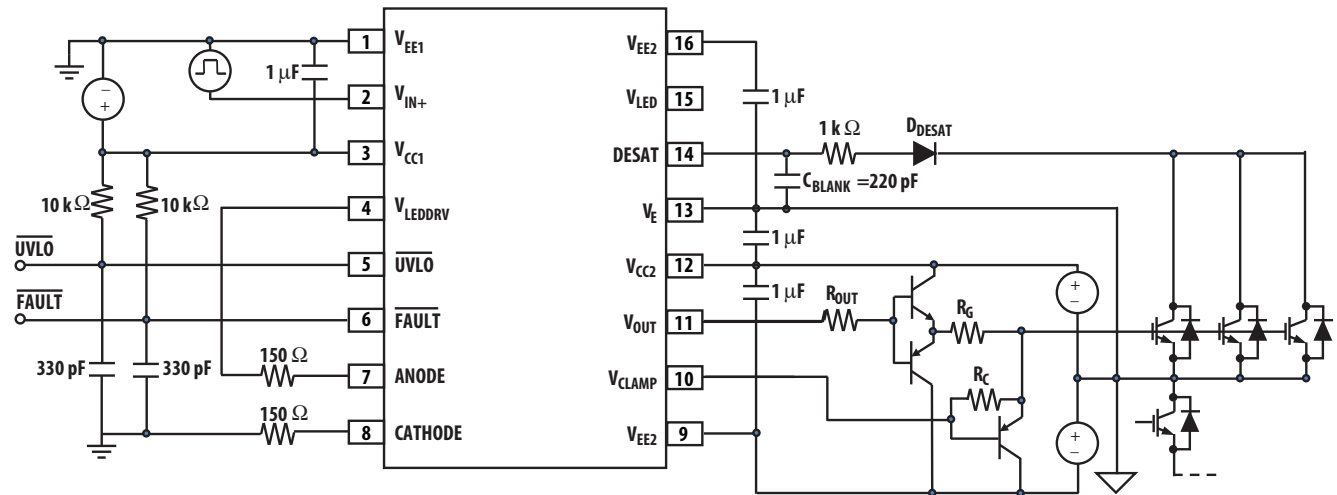 1 V_EE1
V_EE2 16
1 μF
- +
2 V_IN+
V_LED 15
1 μF
3 V_CC1
DESAT 14
1 k Ω
D_DESAT
C_BLANK =220 pF
10 k Ω
10 k Ω
4 V_LEDDRV
V_E 13
1 μF
UVLO
5 UVLO
V_CC2 12
1 μF
R_OUT
R_G
+ -
FAULT
6 FAULT
V_OUT 11
330 pF
330 pF
150 Ω
7 ANODE
V_CLAMP 10
R_C
150 Ω
8 CATHODE
V_EE2 9
+ -